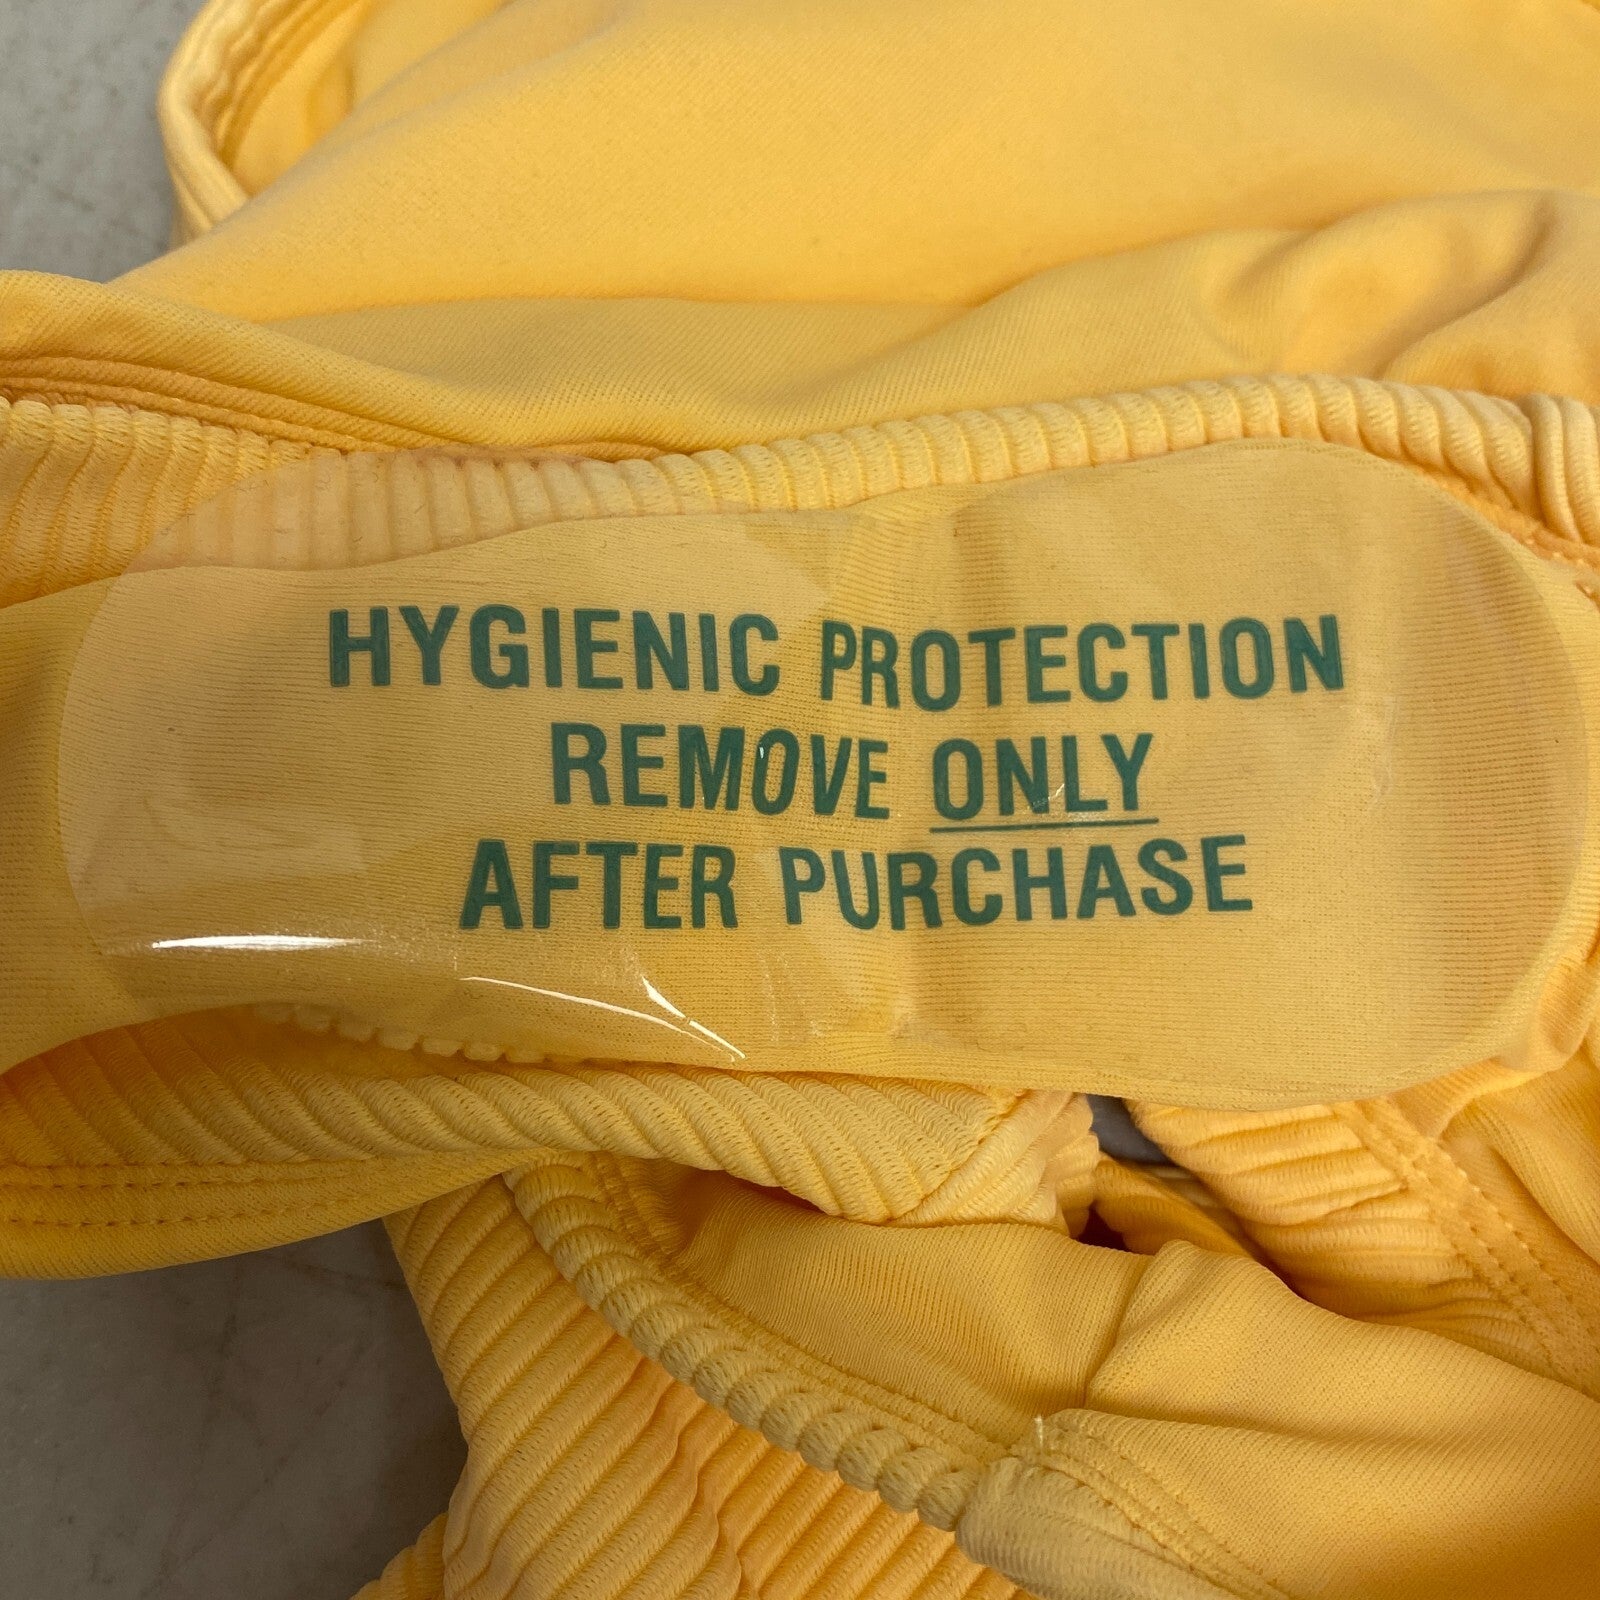 HYGIENIC PROTECTION
REMOVE ONLY
AFTER PURCHASE